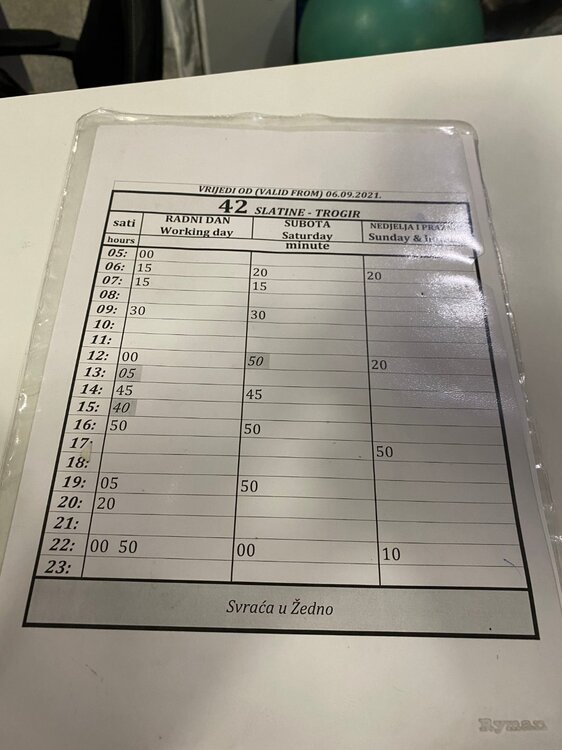 VRIJEDI OD (VALID FROM) 06.09.2021.
42 SLATINE - TROGIR
sati RADNI DAN SUBOTA NEDJELJA I
Working day Saturday Sunday &
hours minute
05: 00
06: 15 20 20
07: 15 15
08:
09: 30 30
10:
11:
12: 00 50 20
13: 05
14: 45 45
15: 40
16: 50 50
17: 50
18:
19: 05 50
20: 20
21:
22: 00 50 00 10
23:
Svraća u Žedno
Ryman